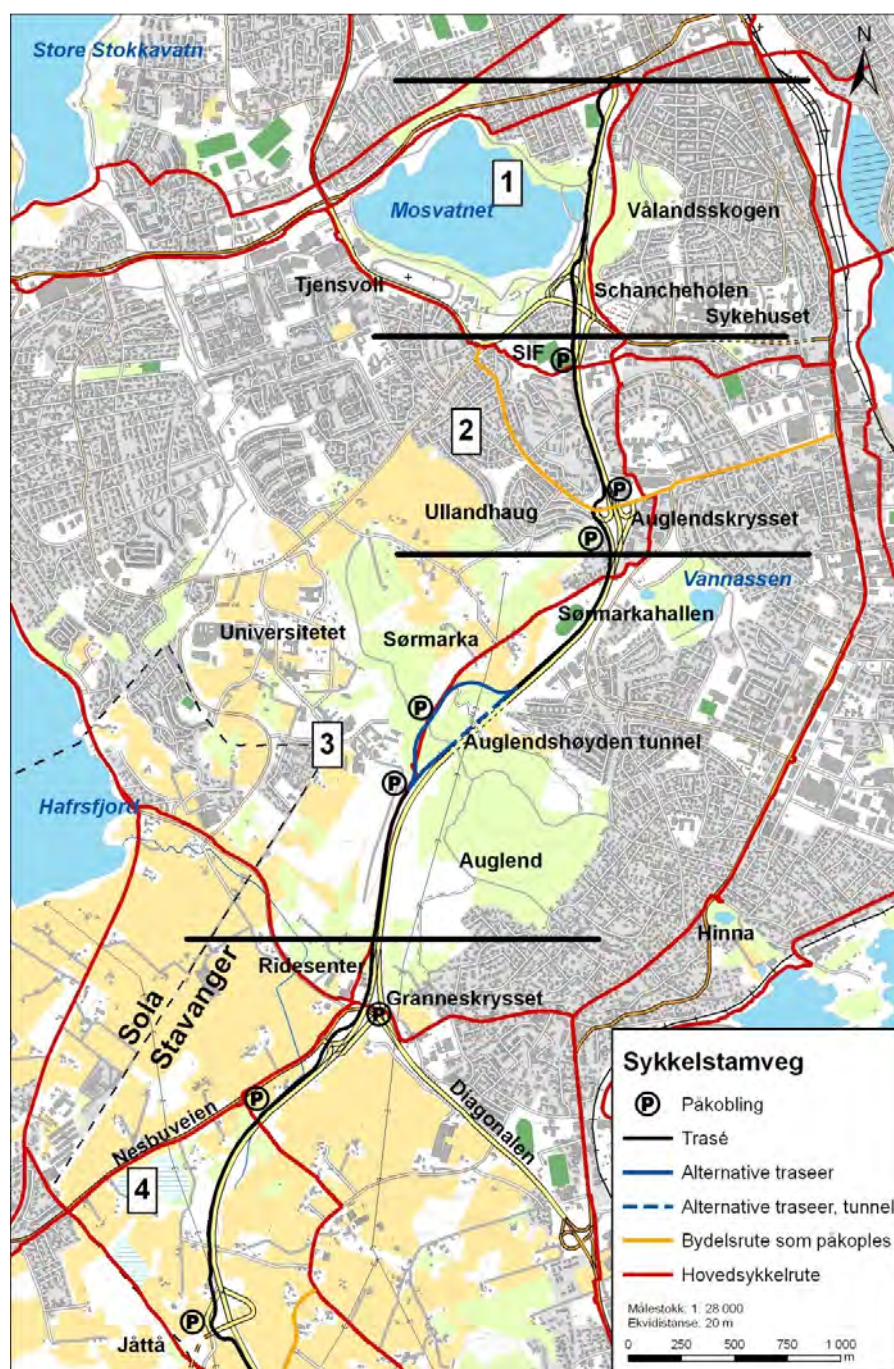 Store Stokkavatn
N
1
Mosvatnet
Vålandsskogen
Tjensvoll
Schancheholen
Sykehuset
SIF
P
2
P
Ullandhaug
Auglendskrysset
P
Vannassen
Sørmarkahallen
Universitetet
Sørmarka
P
3
Auglendshøyden tunnel
P
Hafrsfjord
Auglend
Hinna
Ridesenter
Sola
Stavanger
Granneskrysset
P
Diagonalen
P
Nesbuveien
4
P
Jåttå
Sykkelstamveg
P Påkobling
Trasé
Alternative traseer
Alternative traseer, tunnel
Bydelsrute som påkoples
Hovedsykkelrute
Målestokk: 1: 28 000
Ekvidistanse: 20 m
0 250 500 750 1 000
m